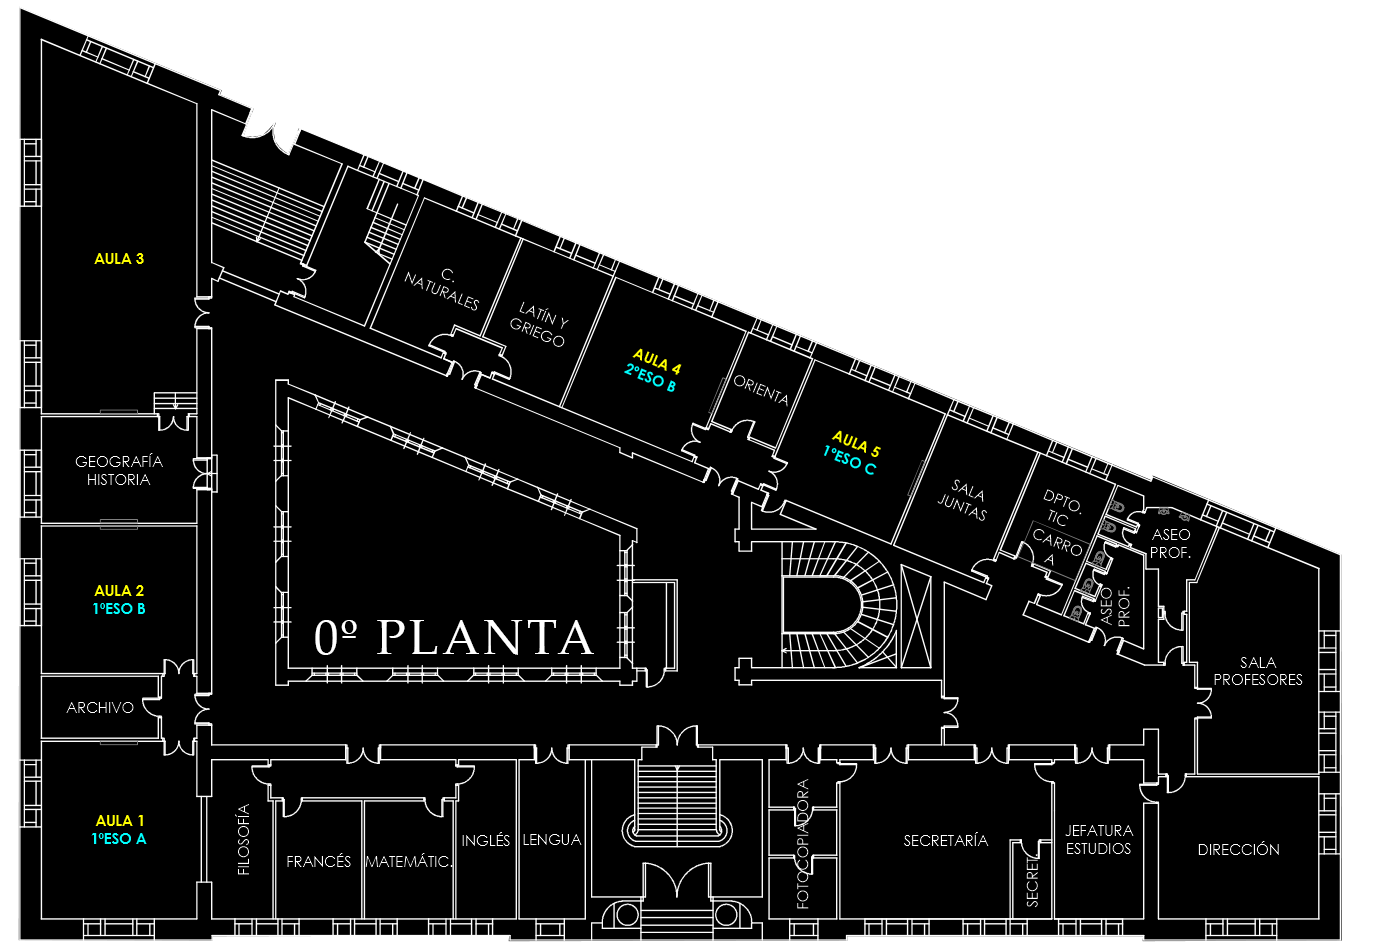 AULA 3
C.
NATURALES
LATÍN Y
GRIEGO
AULA 4
2ºESO B
ORIENTA
AULA 5
1ºESO C
SALA
JUNTAS
DPTO.
TIC
CARRO
A
ASEO
PROF.
ASEO
PROF.
GEOGRAFÍA
HISTORIA
AULA 2
1ºESO B
0º PLANTA
SALA
PROFESORES
ARCHIVO
AULA 1
1ºESO A
FILOSOFÍA
FRANCÉS
MATEMÁTIC.
INGLÉS
LENGUA
FOTOCOPIADORA
SECRETARÍA
SECRET
JEFATURA
ESTUDIOS
DIRECCIÓN